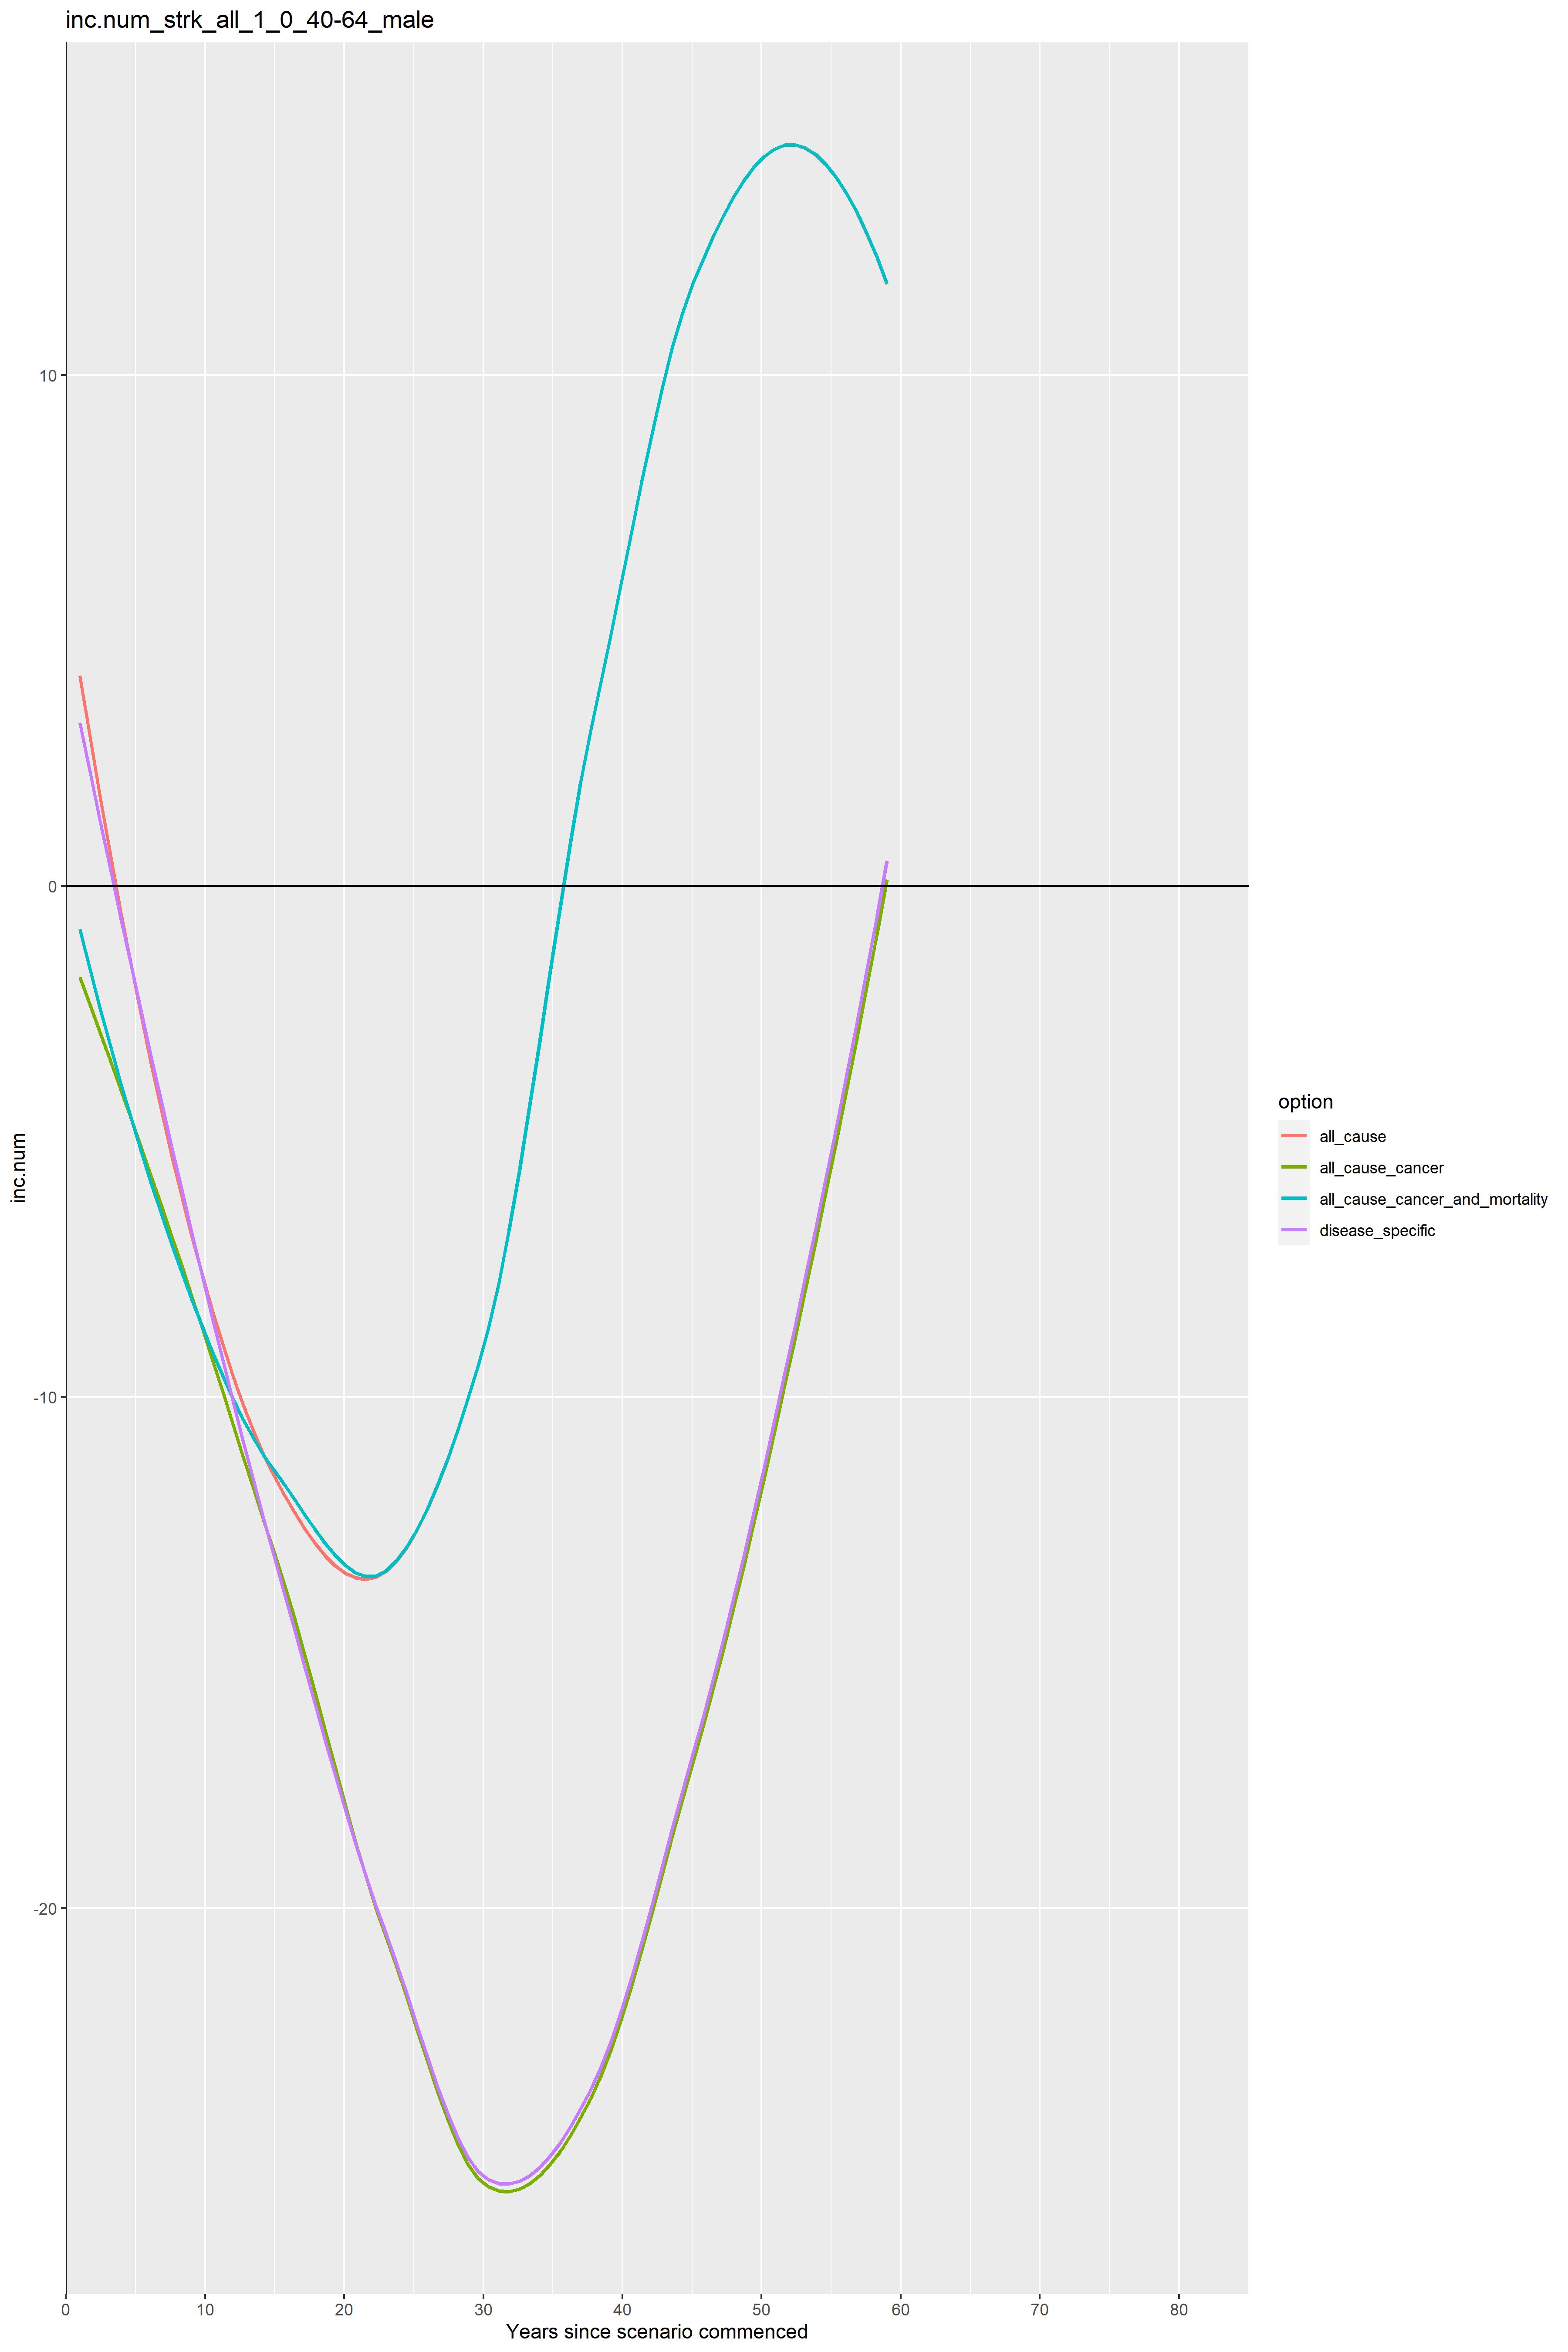 inc.num_strk_all_1_0_40-64_male
10
0
-10
-20
inc.num
0 10 20 30 40 50 60 70 80
Years since scenario commenced
option
all_cause
all_cause_cancer
all_cause_cancer_and_mortality
disease_specific